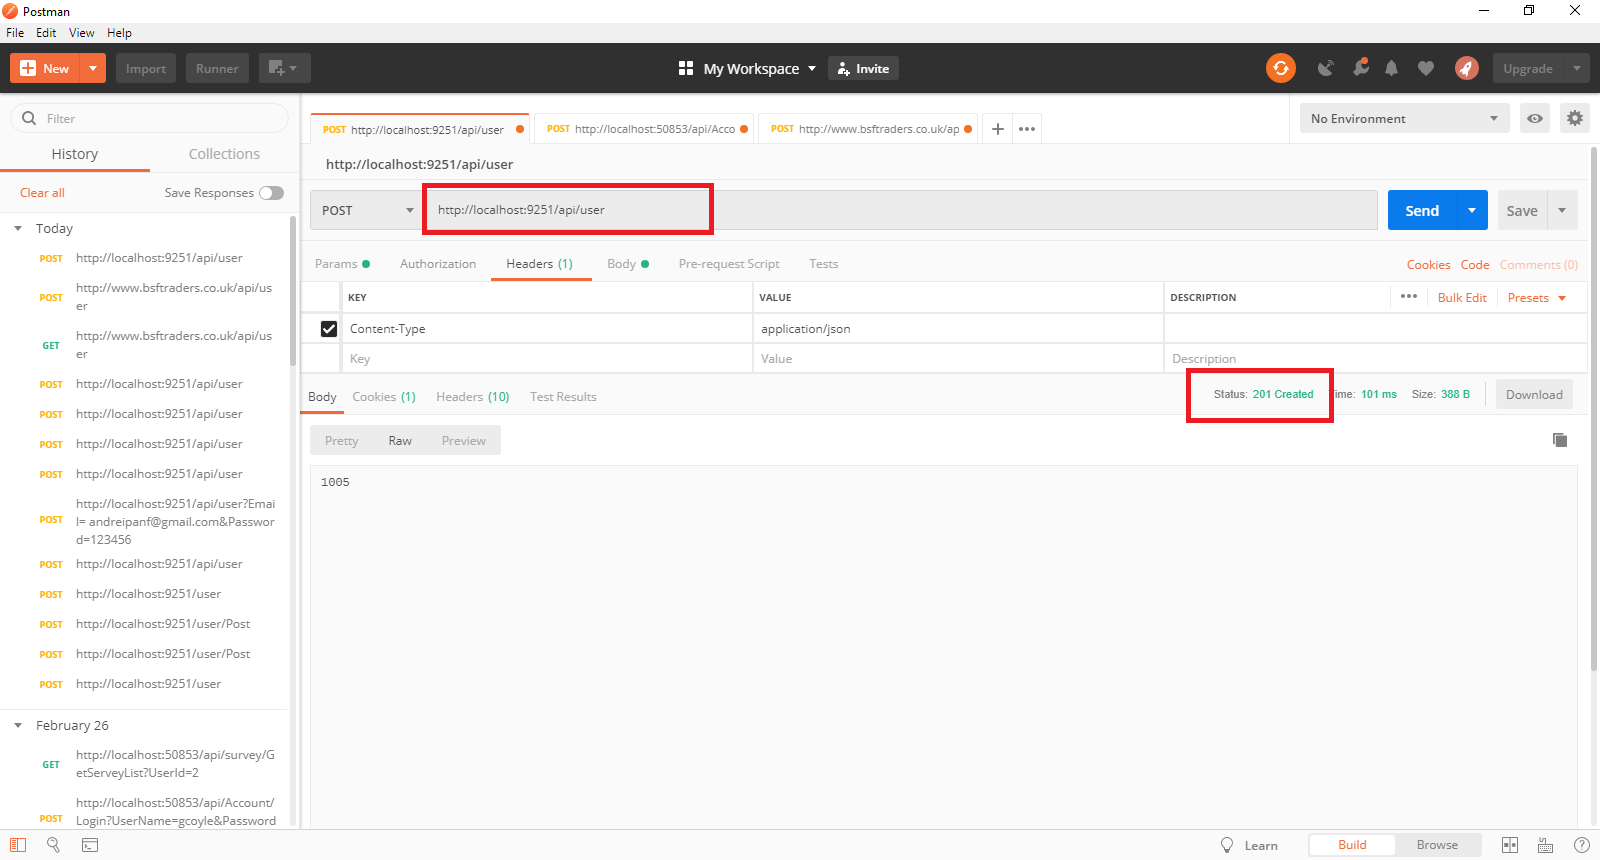 Postman
File Edit View Help
New Import Runner My Workspace Invite Upgrade
Filter
History Collections
Clear all Save Responses
Today
POST http://localhost:9251/api/user
POST http://www.bsftraders.co.uk/api/us
er
GET http://www.bsftraders.co.uk/api/us
er
POST http://localhost:9251/api/user
POST http://localhost:9251/api/user
POST http://localhost:9251/api/user
POST http://localhost:9251/api/user
POST http://localhost:9251/api/user?Emai
l= andreipanf@gmail.com&Passwor
d=123456
POST http://localhost:9251/api/user
POST http://localhost:9251/user
POST http://localhost:9251/user/Post
POST http://localhost:9251/user/Post
POST http://localhost:9251/user
February 26
GET http://localhost:50853/api/survey/G
etServeyList?UserId=2
POST http://localhost:50853/api/Account/
Login?UserName=gcoyle&Password
POST http://localhost:9251/api/user POST http://localhost:50853/api/Acco POST http://www.bsftraders.co.uk/ap
No Environment
http://localhost:9251/api/user
POST http://localhost:9251/api/user Send Save
Params Authorization Headers (1) Body Pre-request Script Tests Cookies Code Comments (0)
KEY VALUE DESCRIPTION Bulk Edit Presets
Content-Type application/json
Key Value Description
Body Cookies (1) Headers (10) Test Results Status: 201 Created ime: 101 ms Size: 388 B Download
Pretty Raw Preview
1005
Learn Build Browse